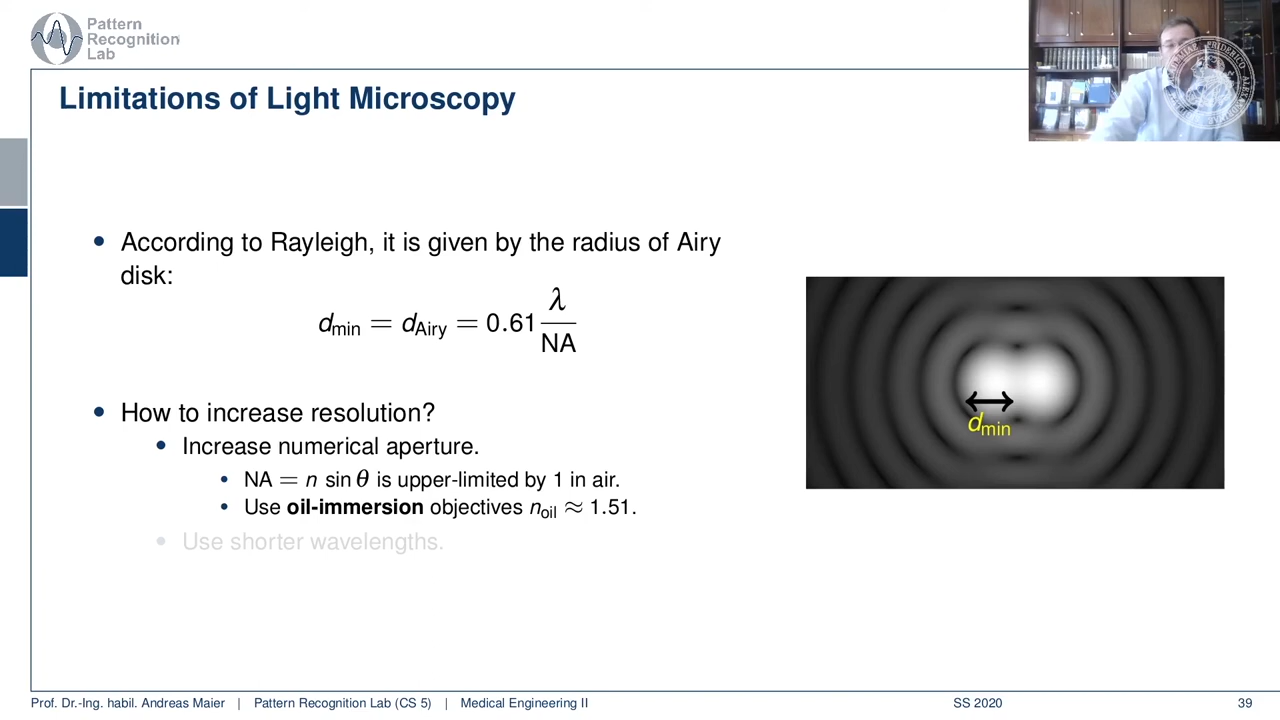 Pattern
Recognition
Lab
Limitations of Light Microscopy
• According to Rayleigh, it is given by the radius of Airy
disk:
d_min = d_Airy = 0.61 λ/NA
• How to increase resolution?
• Increase numerical aperture.
• NA = n sin θ is upper-limited by 1 in air.
• Use oil-immersion objectives n_oil ≈ 1.51.
• Use shorter wavelengths.
d_min
Prof. Dr.-Ing. habil. Andreas Maier | Pattern Recognition Lab (CS 5) | Medical Engineering II SS 2020 39